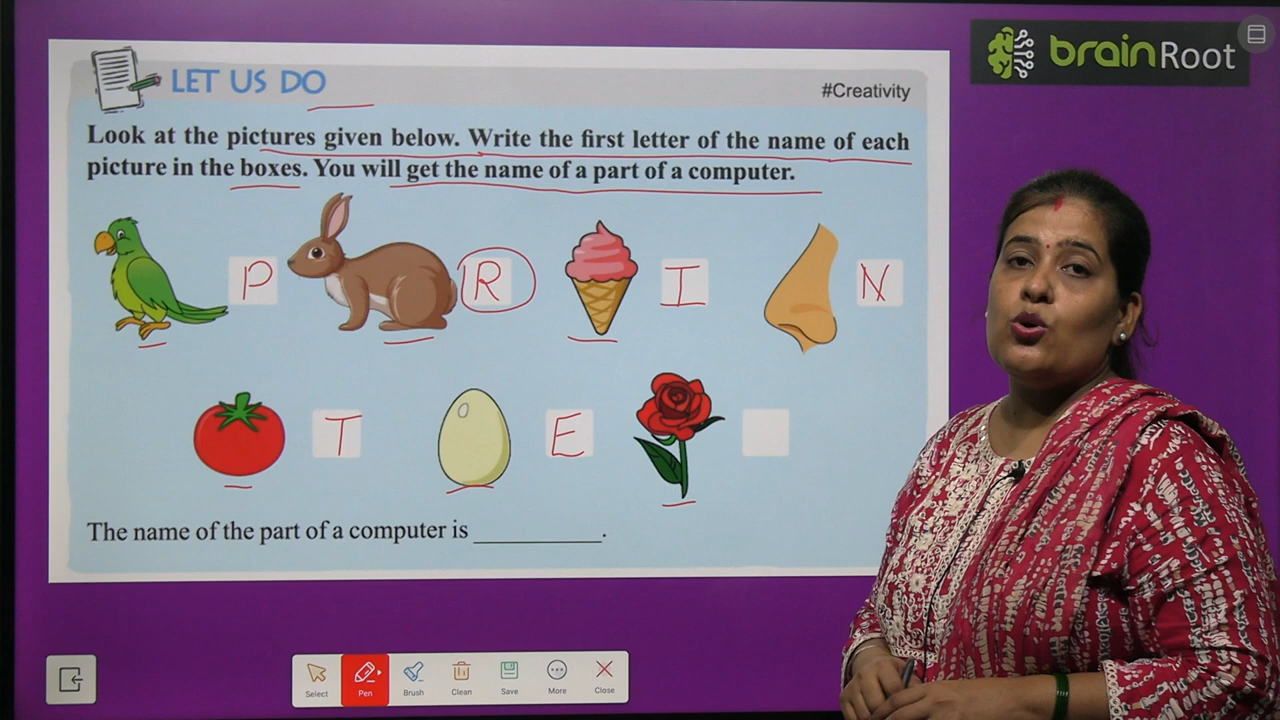 brainRoot
LET US DO
#Creativity
Look at the pictures given below. Write the first letter of the name of each
picture in the boxes. You will get the name of a part of a computer.
P R I N
T E
The name of the part of a computer is __________.
Select Pen Brush Clean Save More Close